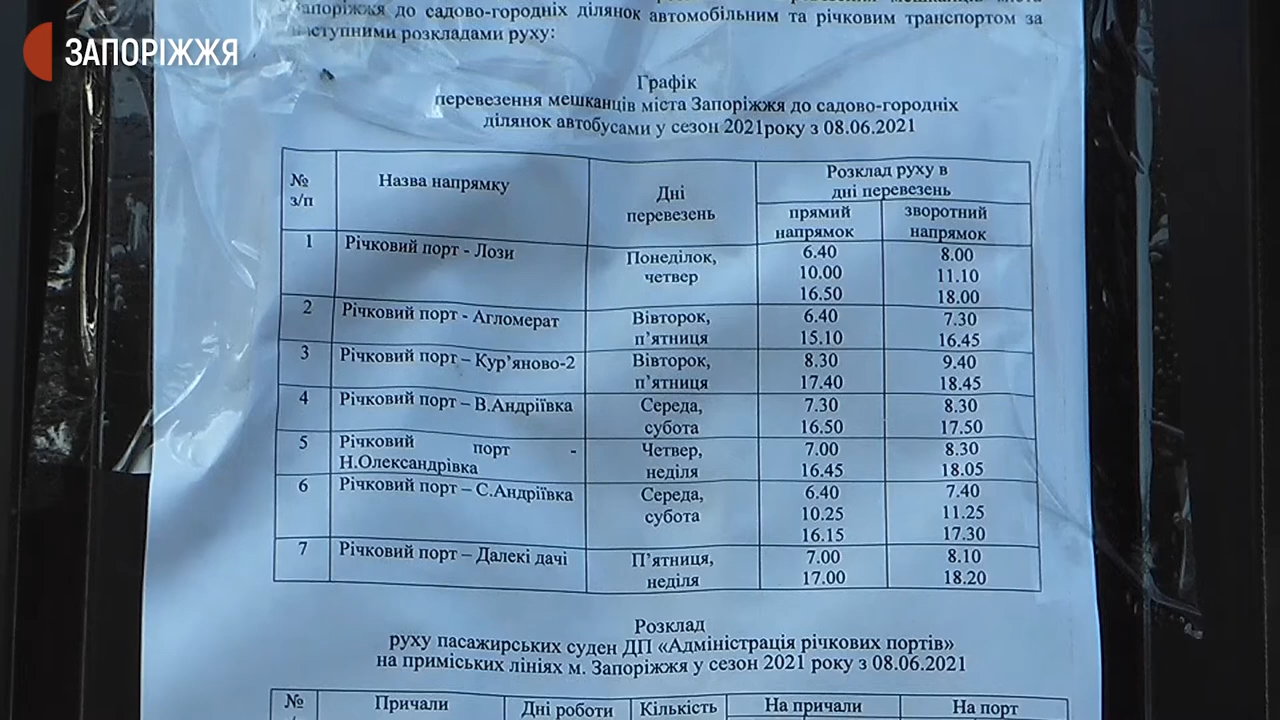 ЗАПОРІЖЖЯ
мешканців міста
Запоріжжя до садово-городніх ділянок автомобільним та річковим транспортом за
наступними розкладами руху:
Графік
перевезення мешканців міста Запоріжжя до садово-городніх
ділянок автобусами у сезон 2021року з 08.06.2021
№ з/п Назва напрямку Дні перевезень Розклад руху в дні перевезень
прямий напрямок зворотний напрямок
1 Річковий порт - Лози Понеділок, 6.40 8.00
четвер 10.00 11.10
16.50 18.00
2 Річковий порт - Агломерат Вівторок, 6.40 7.30
п’ятниця 15.10 16.45
3 Річковий порт – Кур’яново-2 Вівторок, 8.30 9.40
п’ятниця 17.40 18.45
4 Річковий порт – В.Андріївка Середа, 7.30 8.30
субота 16.50 17.50
5 Річковий порт - Четвер, 7.00 8.30
Н.Олександрівка неділя 16.45 18.05
6 Річковий порт – С.Андріївка Середа, 6.40 7.40
субота 10.25 11.25
16.15 17.30
7 Річковий порт – Далекі дачі П’ятниця, 7.00 8.10
неділя 17.00 18.20
Розклад
руху пасажирських суден ДП «Адміністрація річкових портів»
на приміських лініях м. Запоріжжя у сезон 2021 року з 08.06.2021
№ Причали Дні роботи Кількість На причали На порт